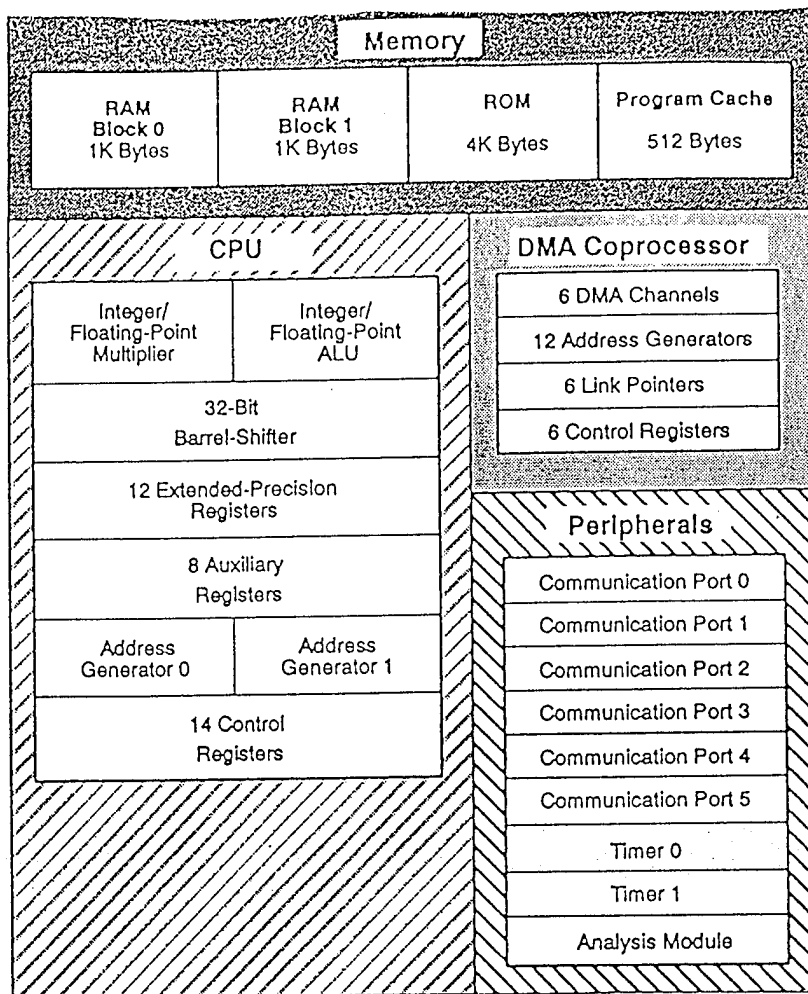 Memory
RAM
Block 0
1K Bytes
RAM
Block 1
1K Bytes
ROM
4K Bytes
Program Cache
512 Bytes
CPU
Integer/
Floating-Point
Multiplier
Integer/
Floating-Point
ALU
32-Bit
Barrel-Shifter
12 Extended-Precision
Registers
8 Auxiliary
Registers
Address
Generator 0
Address
Generator 1
14 Control
Registers
DMA Coprocessor
6 DMA Channels
12 Address Generators
6 Link Pointers
6 Control Registers
Peripherals
Communication Port 0
Communication Port 1
Communication Port 2
Communication Port 3
Communication Port 4
Communication Port 5
Timer 0
Timer 1
Analysis Module